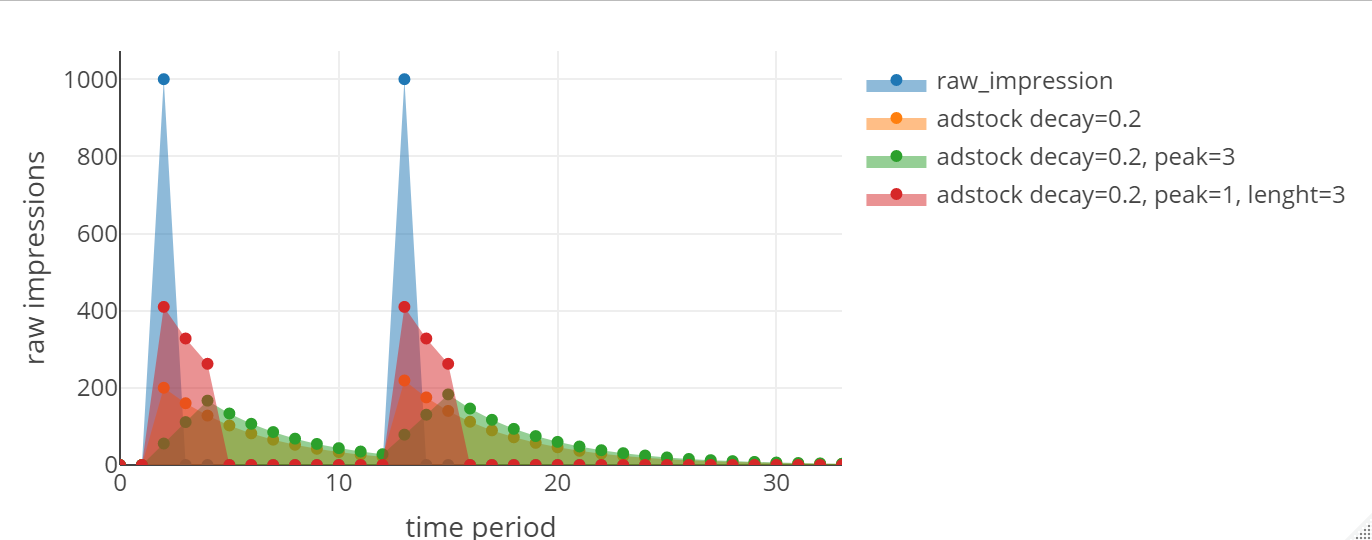 raw impressions
1000
800
600
400
200
0
0 10 20 30
time period
raw_impression
adstock decay=0.2
adstock decay=0.2, peak=3
adstock decay=0.2, peak=1, lenght=3